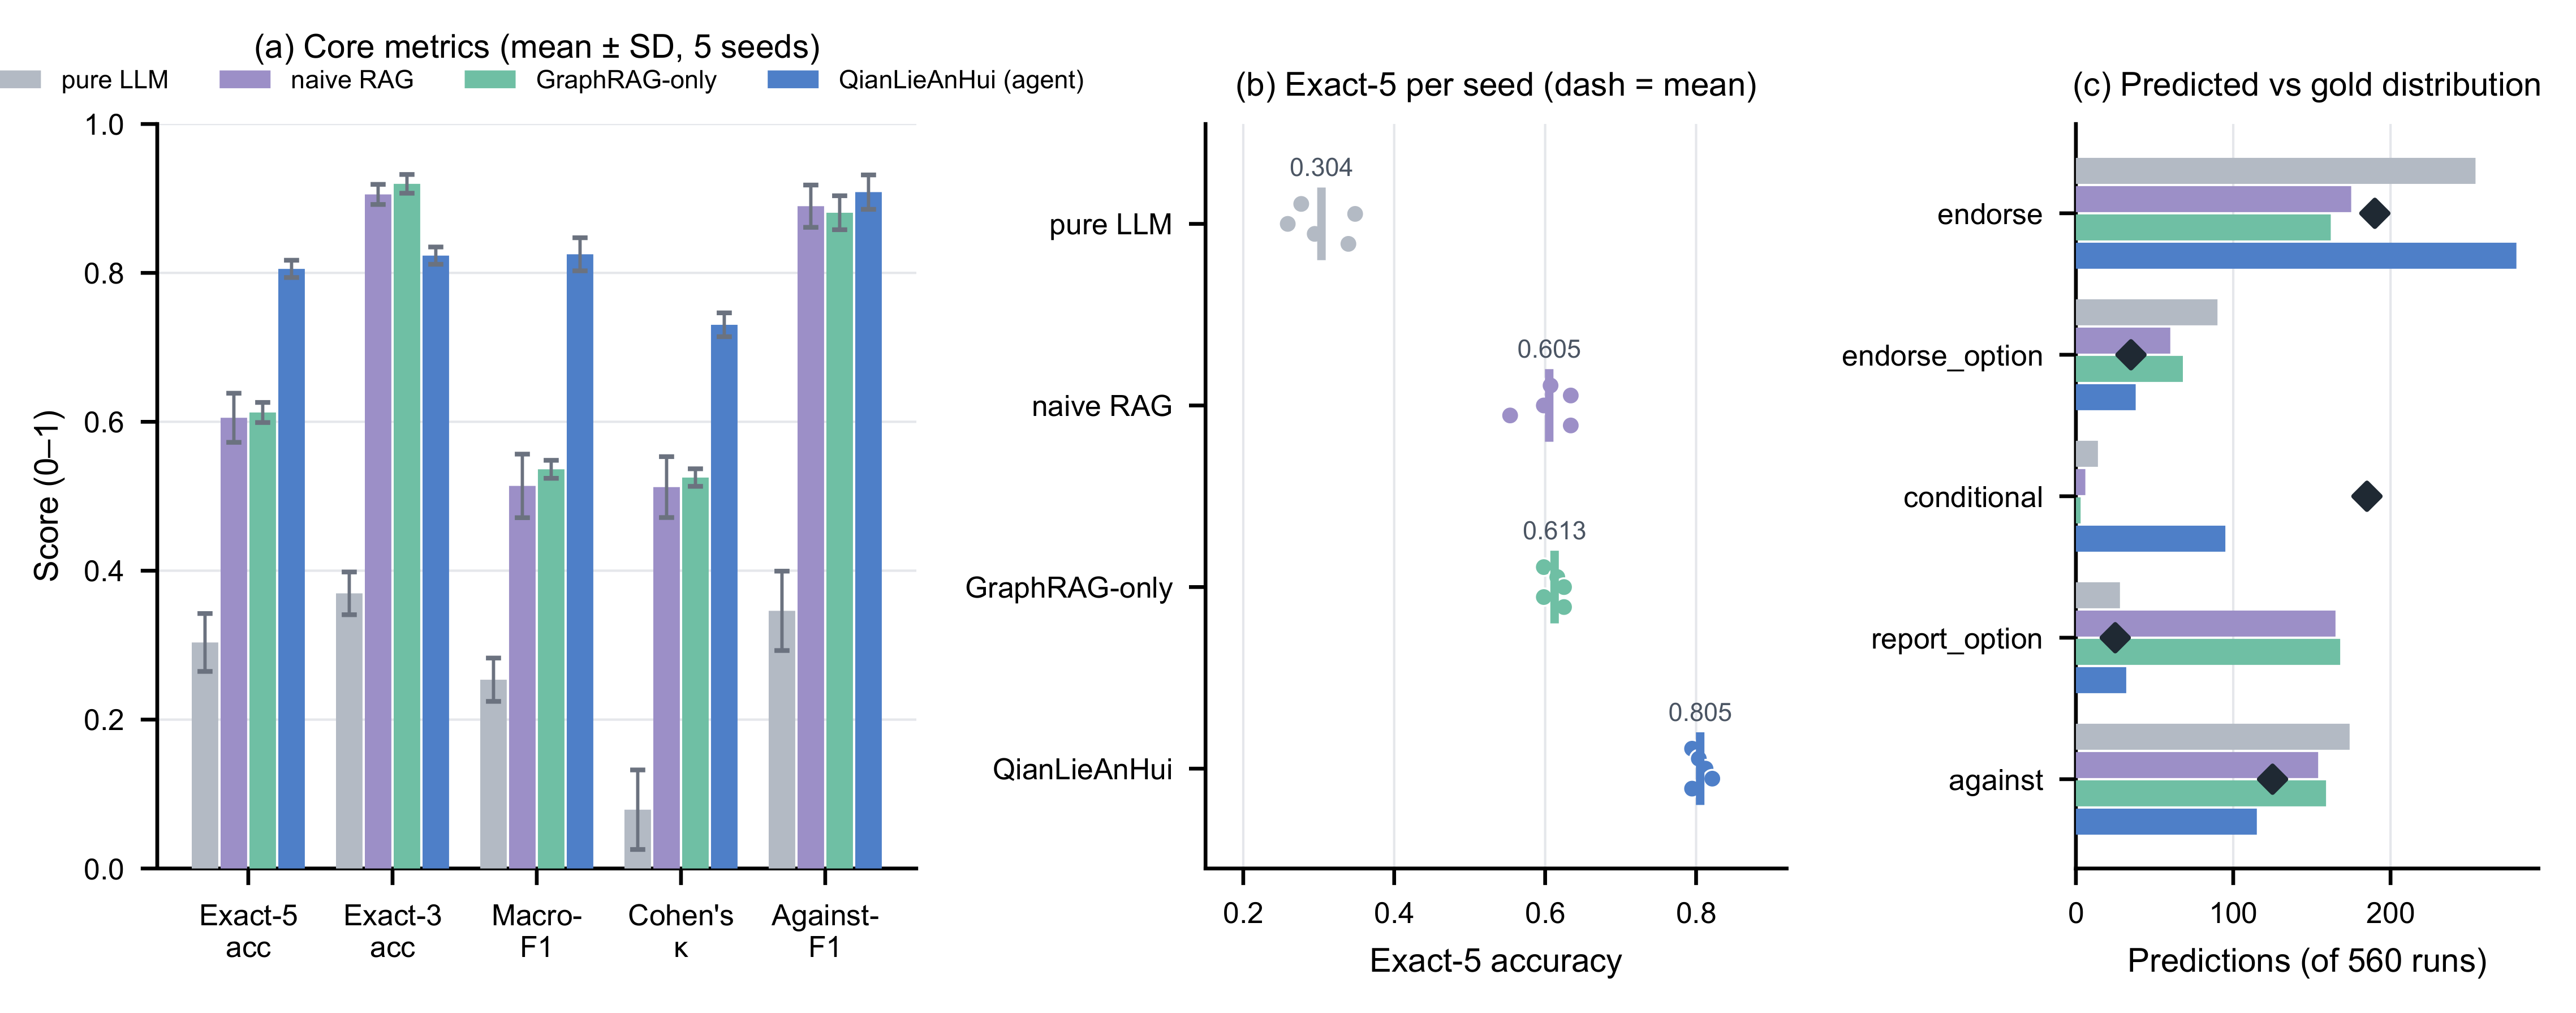 (a) Core metrics (mean ± SD, 5 seeds)
pure LLM naive RAG GraphRAG-only QianLieAnHui (agent)
Score (0–1)
1.0
0.8
0.6
0.4
0.2
0.0
Exact-5 acc
Exact-3 acc
Macro-F1
Cohen's κ
Against-F1
(b) Exact-5 per seed (dash = mean)
0.304
pure LLM
0.605
naive RAG
0.613
GraphRAG-only
0.805
QianLieAnHui
0.2 0.4 0.6 0.8
Exact-5 accuracy
(c) Predicted vs gold distribution
endorse
endorse_option
conditional
report_option
against
0 100 200
Predictions (of 560 runs)